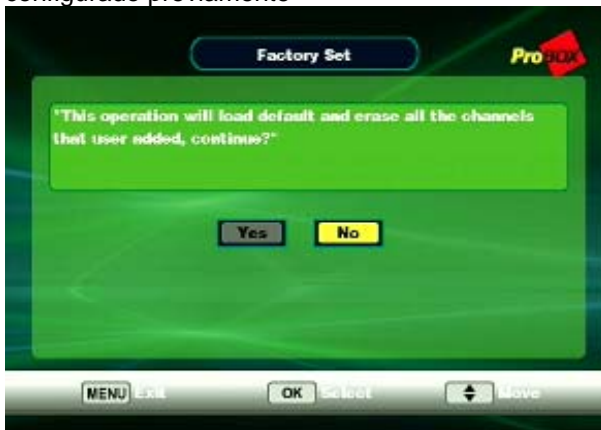 configurado previamente
Factory Set
ProBOX
"This operation will load default and erase all the channels
that user added, continue?"
Yes No
MENU Exit OK Select Move